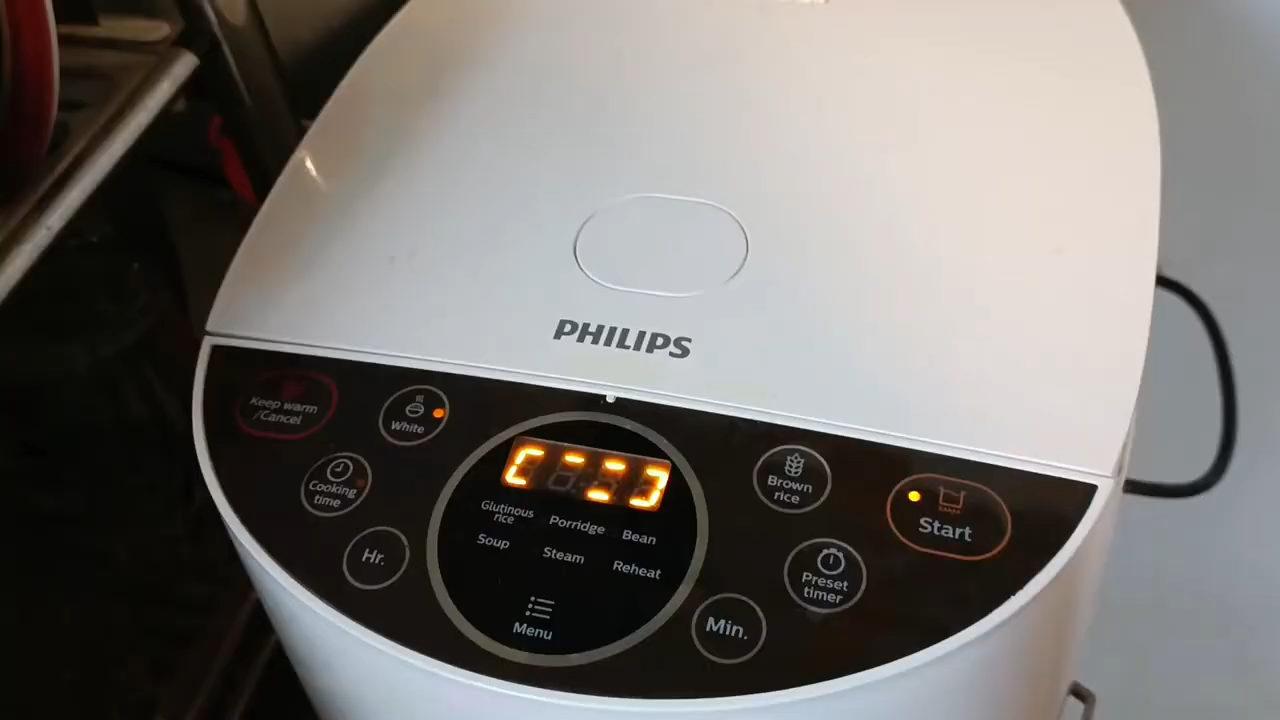 PHILIPS
Keep warm
/Cancel
White
Cooking
time
Hr.
Glutinous
rice
Porridge
Bean
Soup
Steam
Reheat
Menu
Brown
rice
Start
Preset
timer
Min.